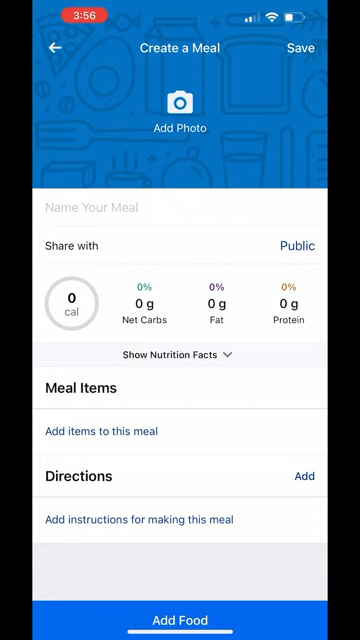 3:56
Create a Meal
Save
Add Photo
Name Your Meal
Share with
Public
0
cal
0%
0 g
Net Carbs
0%
0 g
Fat
0%
0 g
Protein
Show Nutrition Facts
Meal Items
Add items to this meal
Directions
Add
Add instructions for making this meal
Add Food